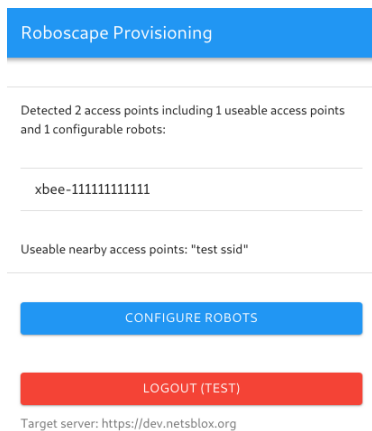 Roboscape Provisioning
Detected 2 access points including 1 useable access points
and 1 configurable robots:
xbee-111111111111
Useable nearby access points: "test ssid"
CONFIGURE ROBOTS
LOGOUT (TEST)
Target server: https://dev.netsblox.org